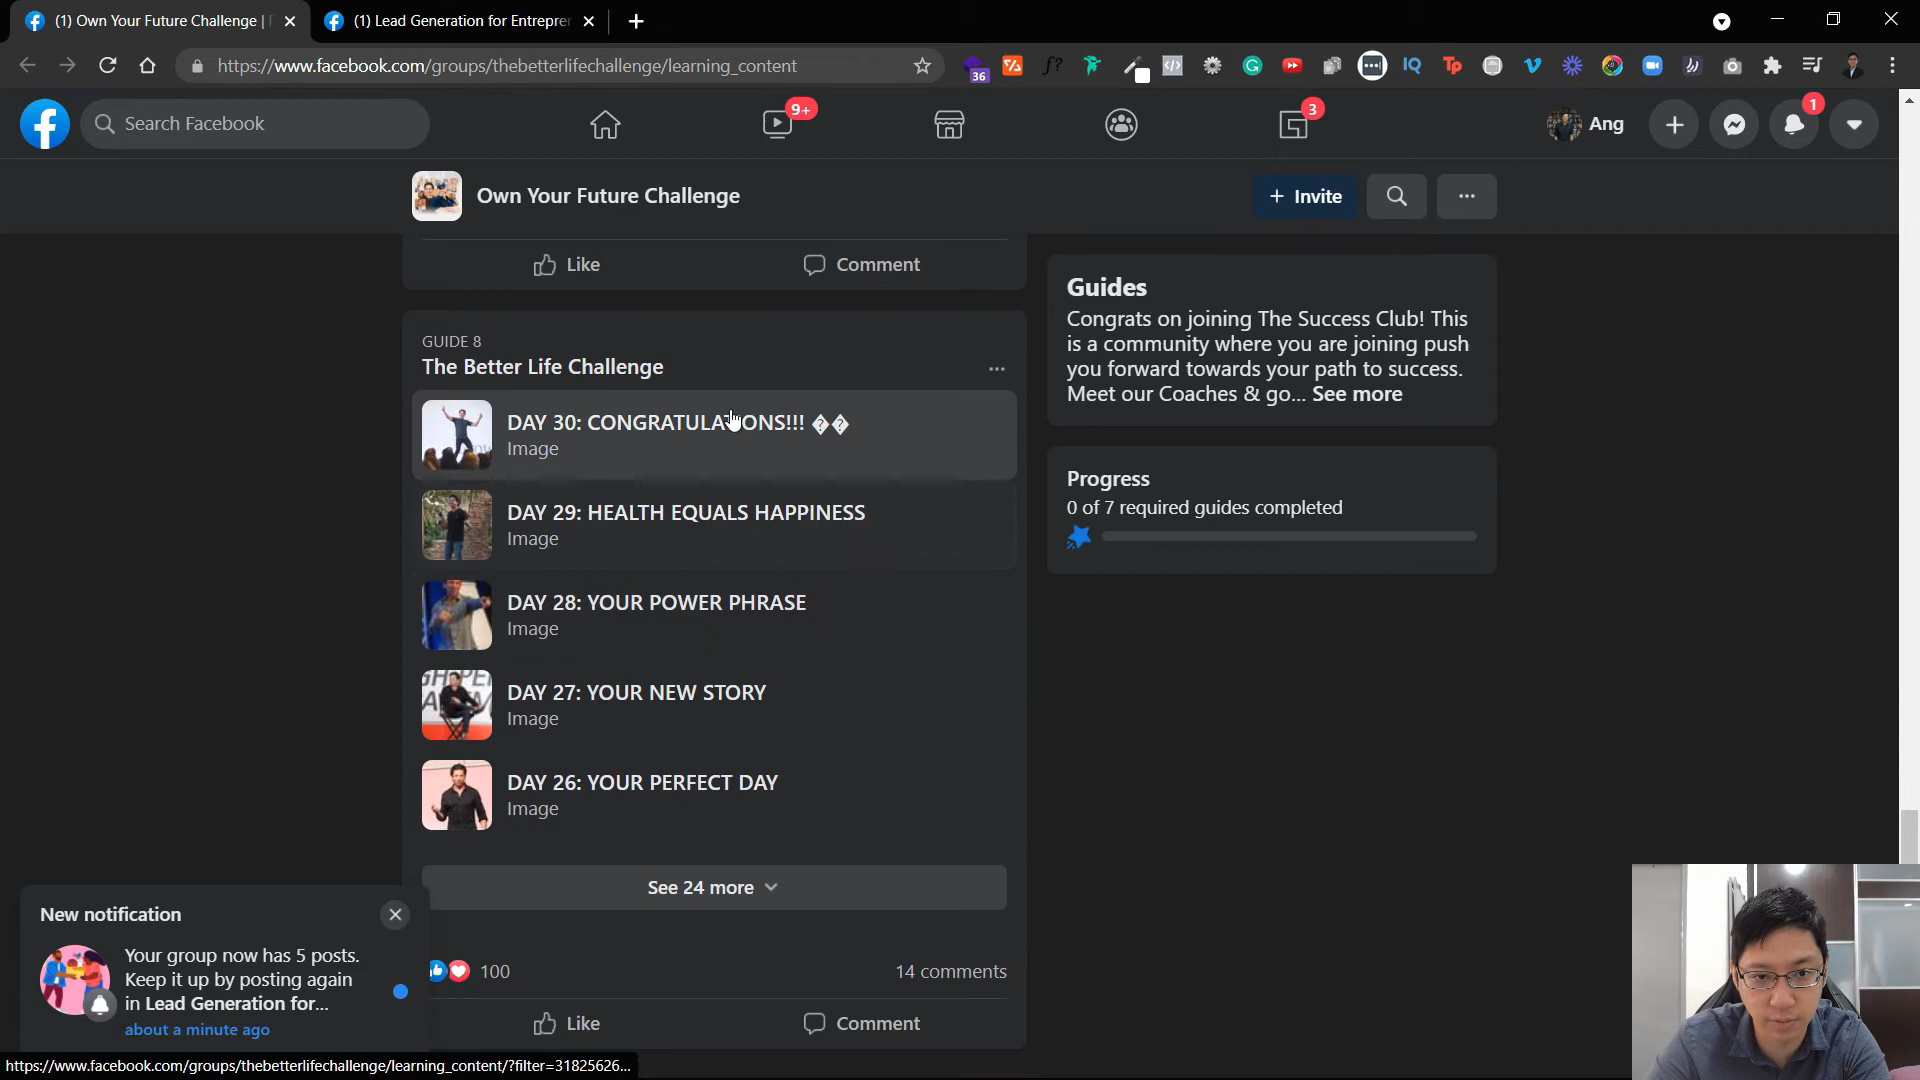 (1) Own Your Future Challenge |
(1) Lead Generation for Entrepre
https://www.facebook.com/groups/thebetterlifechallenge/learning_content
36
f?
IQ
Tp
Search Facebook
9+
3
Ang
1
Own Your Future Challenge
+ Invite
Like
Comment
GUIDE 8
The Better Life Challenge
DAY 30: CONGRATULATIONS!!! ��
Image
DAY 29: HEALTH EQUALS HAPPINESS
Image
DAY 28: YOUR POWER PHRASE
Image
DAY 27: YOUR NEW STORY
Image
DAY 26: YOUR PERFECT DAY
Image
See 24 more
100
14 comments
Like
Comment
Guides
Congrats on joining The Success Club! This
is a community where you are joining push
you forward towards your path to success.
Meet our Coaches & go... See more
Progress
0 of 7 required guides completed
New notification
Your group now has 5 posts.
Keep it up by posting again
in Lead Generation for...
about a minute ago
https://www.facebook.com/groups/thebetterlifechallenge/learning_content/?filter=31825626...